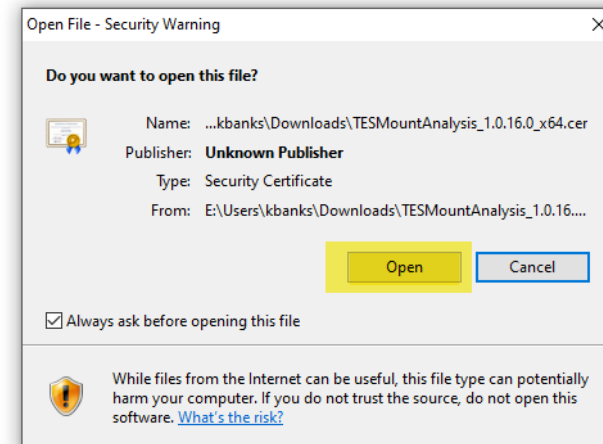 Open File - Security Warning
Do you want to open this file?
Name: ...kbanks\Downloads\TESMountAnalysis_1.0.16.0_x64.cer
Publisher: Unknown Publisher
Type: Security Certificate
From: E:\Users\kbanks\Downloads\TESMountAnalysis_1.0.16....
Open Cancel
Always ask before opening this file
While files from the Internet can be useful, this file type can potentially
harm your computer. If you do not trust the source, do not open this
software. What's the risk?